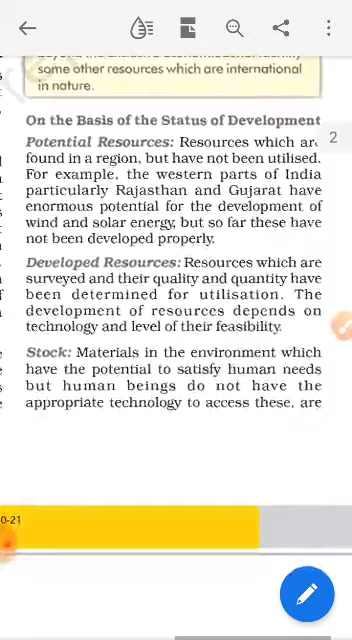 some other resources which are international
in nature.
On the Basis of the Status of Development
2
Potential Resources: Resources which are
found in a region, but have not been utilised.
For example, the western parts of India
particularly Rajasthan and Gujarat have
enormous potential for the development of
wind and solar energy, but so far these have
not been developed properly.
Developed Resources: Resources which are
surveyed and their quality and quantity have
been determined for utilisation. The
development of resources depends on
technology and level of their feasibility.
Stock: Materials in the environment which
have the potential to satisfy human needs
but human beings do not have the
appropriate technology to access these, are
0-21